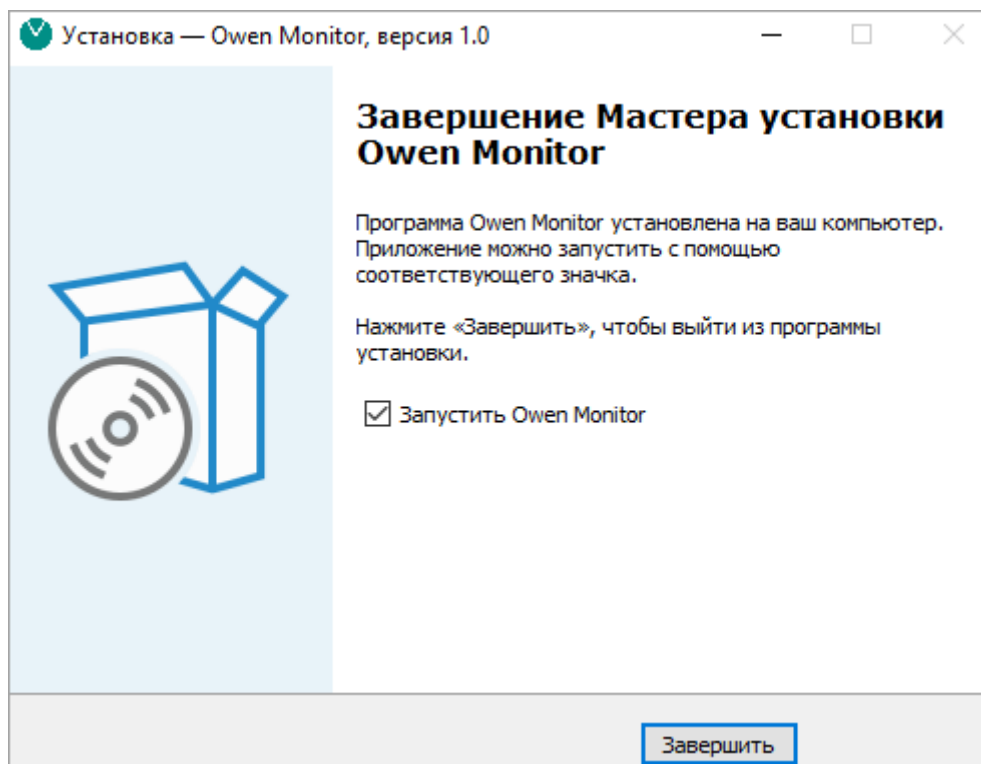 Установка — Owen Monitor, версия 1.0
Завершение Мастера установки
Owen Monitor
Программа Owen Monitor установлена на ваш компьютер.
Приложение можно запустить с помощью
соответствующего значка.
Нажмите «Завершить», чтобы выйти из программы
установки.
Запустить Owen Monitor
Завершить